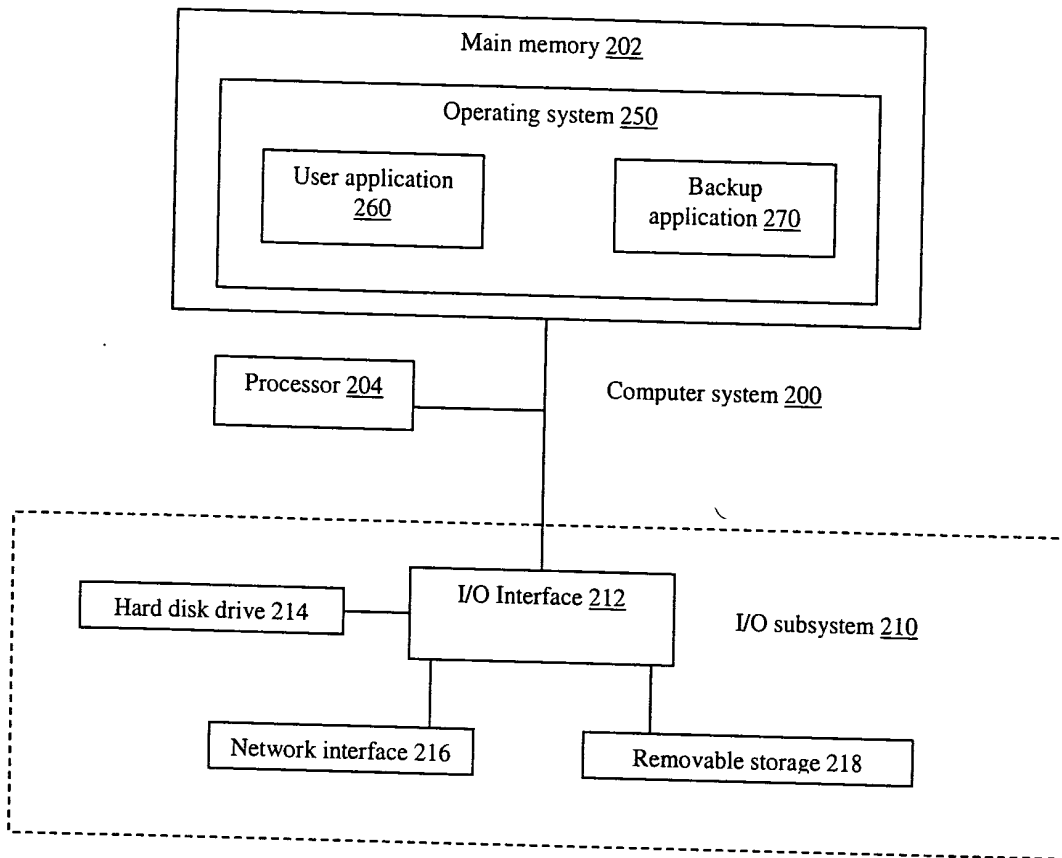 Main memory 202
Operating system 250
User application
260
Backup
application 270
Processor 204
Computer system 200
I/O Interface 212
Hard disk drive 214
I/O subsystem 210
Network interface 216
Removable storage 218